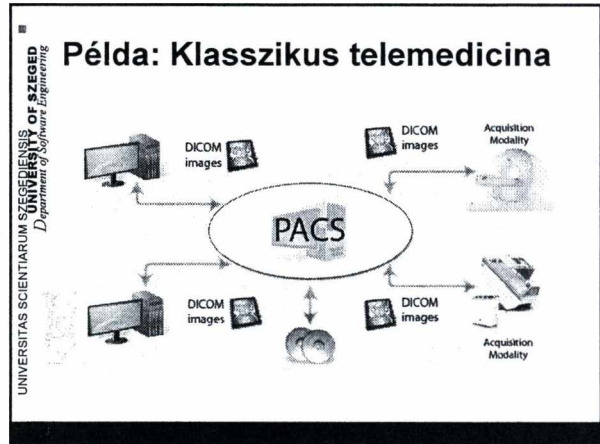 Példa: Klasszikus telemedicina
UNIVERSITAS SCIENTIARUM SZEGEDIENSIS
UNIVERSITY OF SZEGED
Department of Software Engineering
DICOM
images
DICOM
images
Acquisition
Modality
PACS
DICOM
images
DICOM
images
Acquisition
Modality